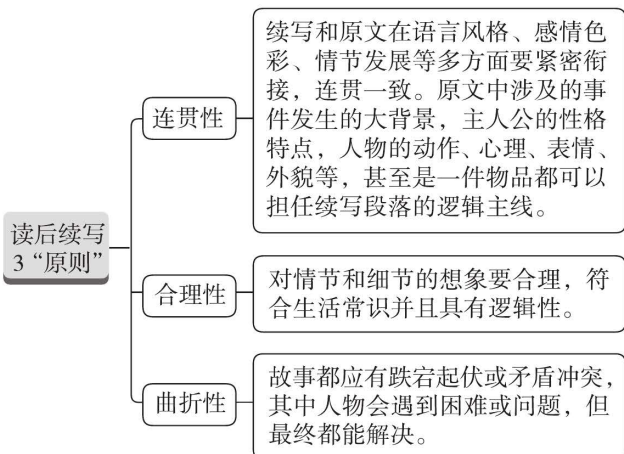 读后续写
3“原则”
连贯性
续写和原文在语言风格、感情色
彩、情节发展等多方面要紧密衔
接，连贯一致。原文中涉及的事
件发生的大背景，主人公的性格
特点，人物的动作、心理、表情、
外貌等，甚至是一件物品都可以
担任续写段落的逻辑主线。
合理性
对情节和细节的想象要合理，符
合生活常识并且具有逻辑性。
曲折性
故事都应有跌宕起伏或矛盾冲突，
其中人物会遇到困难或问题，但
最终都能解决。